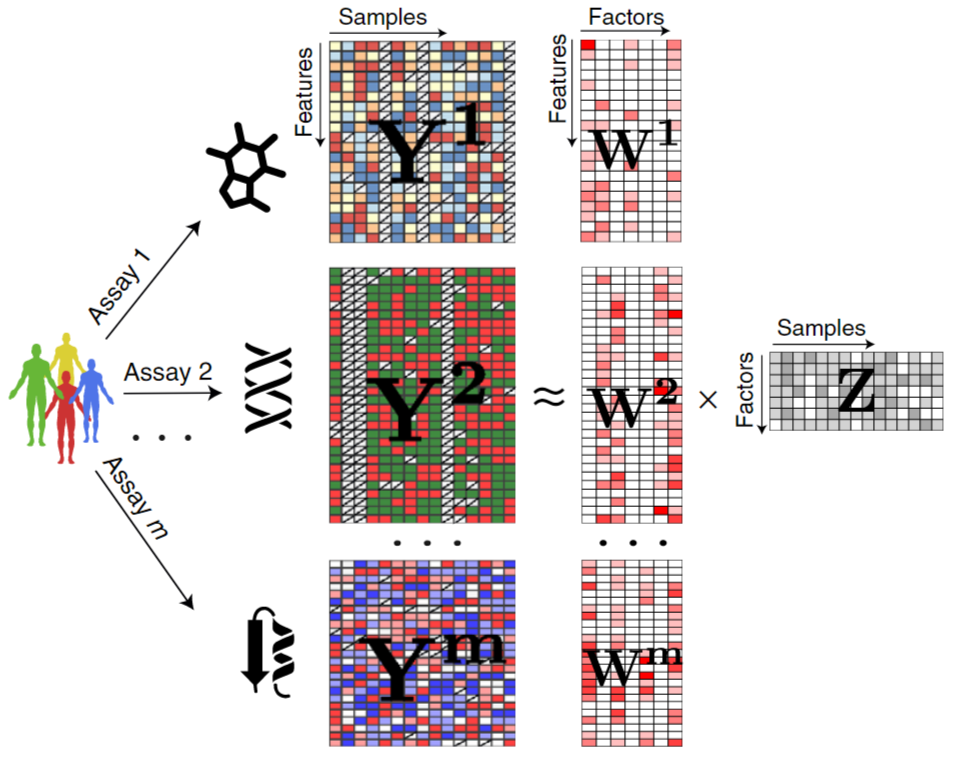 Samples
Features
Y1
Factors
Features
W1
Assay 1
Assay 2
. . .
Assay m
Y2
≈
W2
×
Samples
Factors
Z
. . .
. . .
Ym
Wm